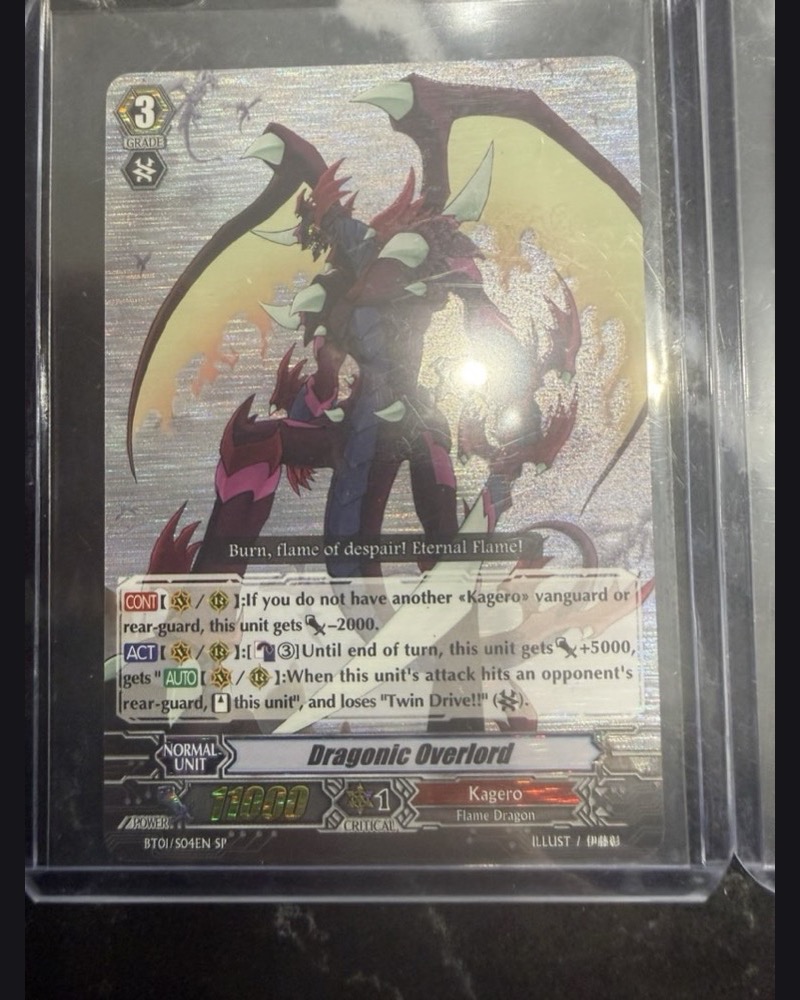 3
GRADE
Burn, flame of despair! Eternal Flame!
CONT【 V / R 】:If you do not have another «Kagero» vanguard or
rear-guard, this unit gets -2000.
ACT【 V / R 】:[ ③]Until end of turn, this unit gets +5000,
gets "AUTO【 V / R 】:When this unit's attack hits an opponent's
rear-guard, this unit", and loses "Twin Drive!!" ( ).
NORMAL UNIT
Dragonic Overlord
POWER 11000
1 CRITICAL
Kagero
Flame Dragon
BT01/S04EN SP
ILLUST /